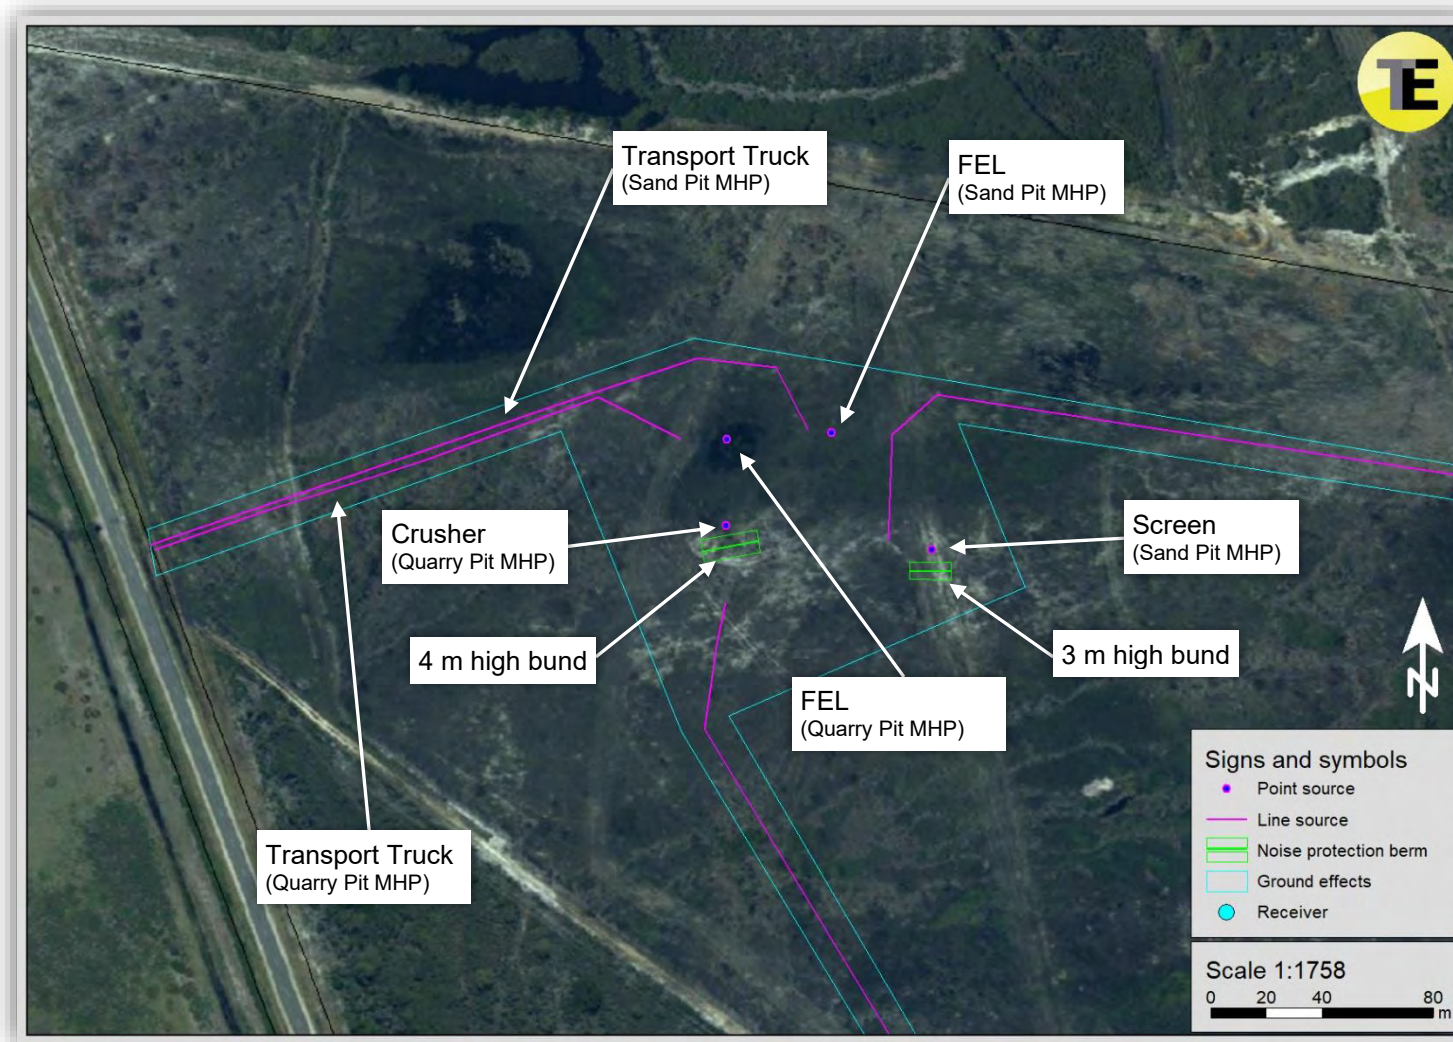 TE
Transport Truck
(Sand Pit MHP)
FEL
(Sand Pit MHP)
Crusher
(Quarry Pit MHP)
Screen
(Sand Pit MHP)
4 m high bund
3 m high bund
FEL
(Quarry Pit MHP)
Transport Truck
(Quarry Pit MHP)
N
Signs and symbols
Point source
Line source
Noise protection berm
Ground effects
Receiver
Scale 1:1758
0 20 40 80
m